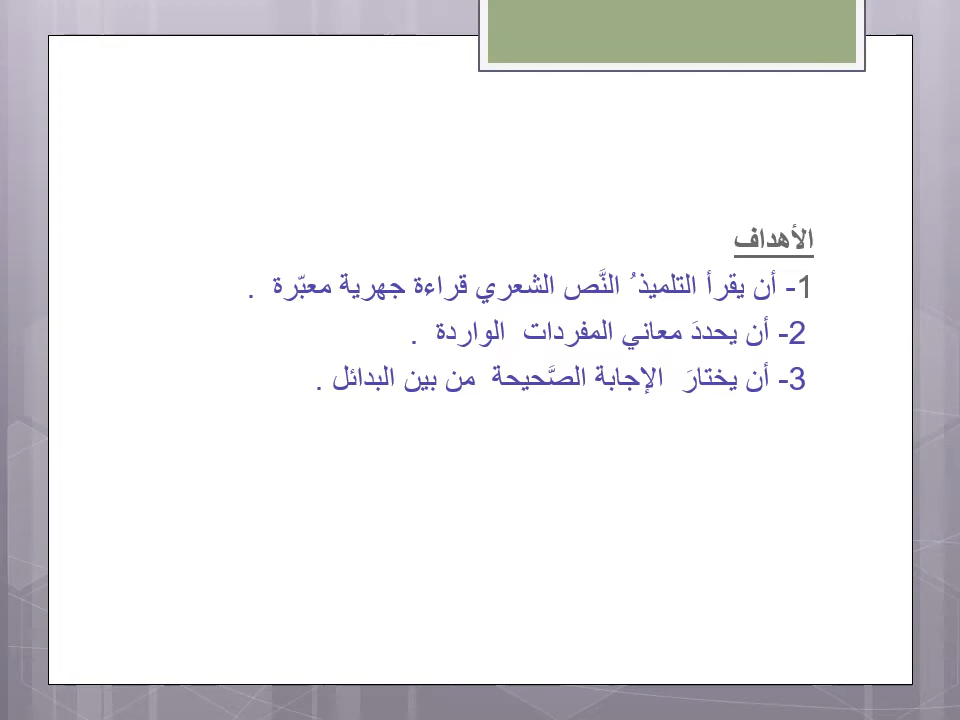 الأهداف
1- أن يقرأ التلميذُ النَّص الشعري قراءة جهرية معبّرة .
2- أن يحددَ معاني المفردات الواردة .
3- أن يختارَ الإجابة الصَّحيحة من بين البدائل .